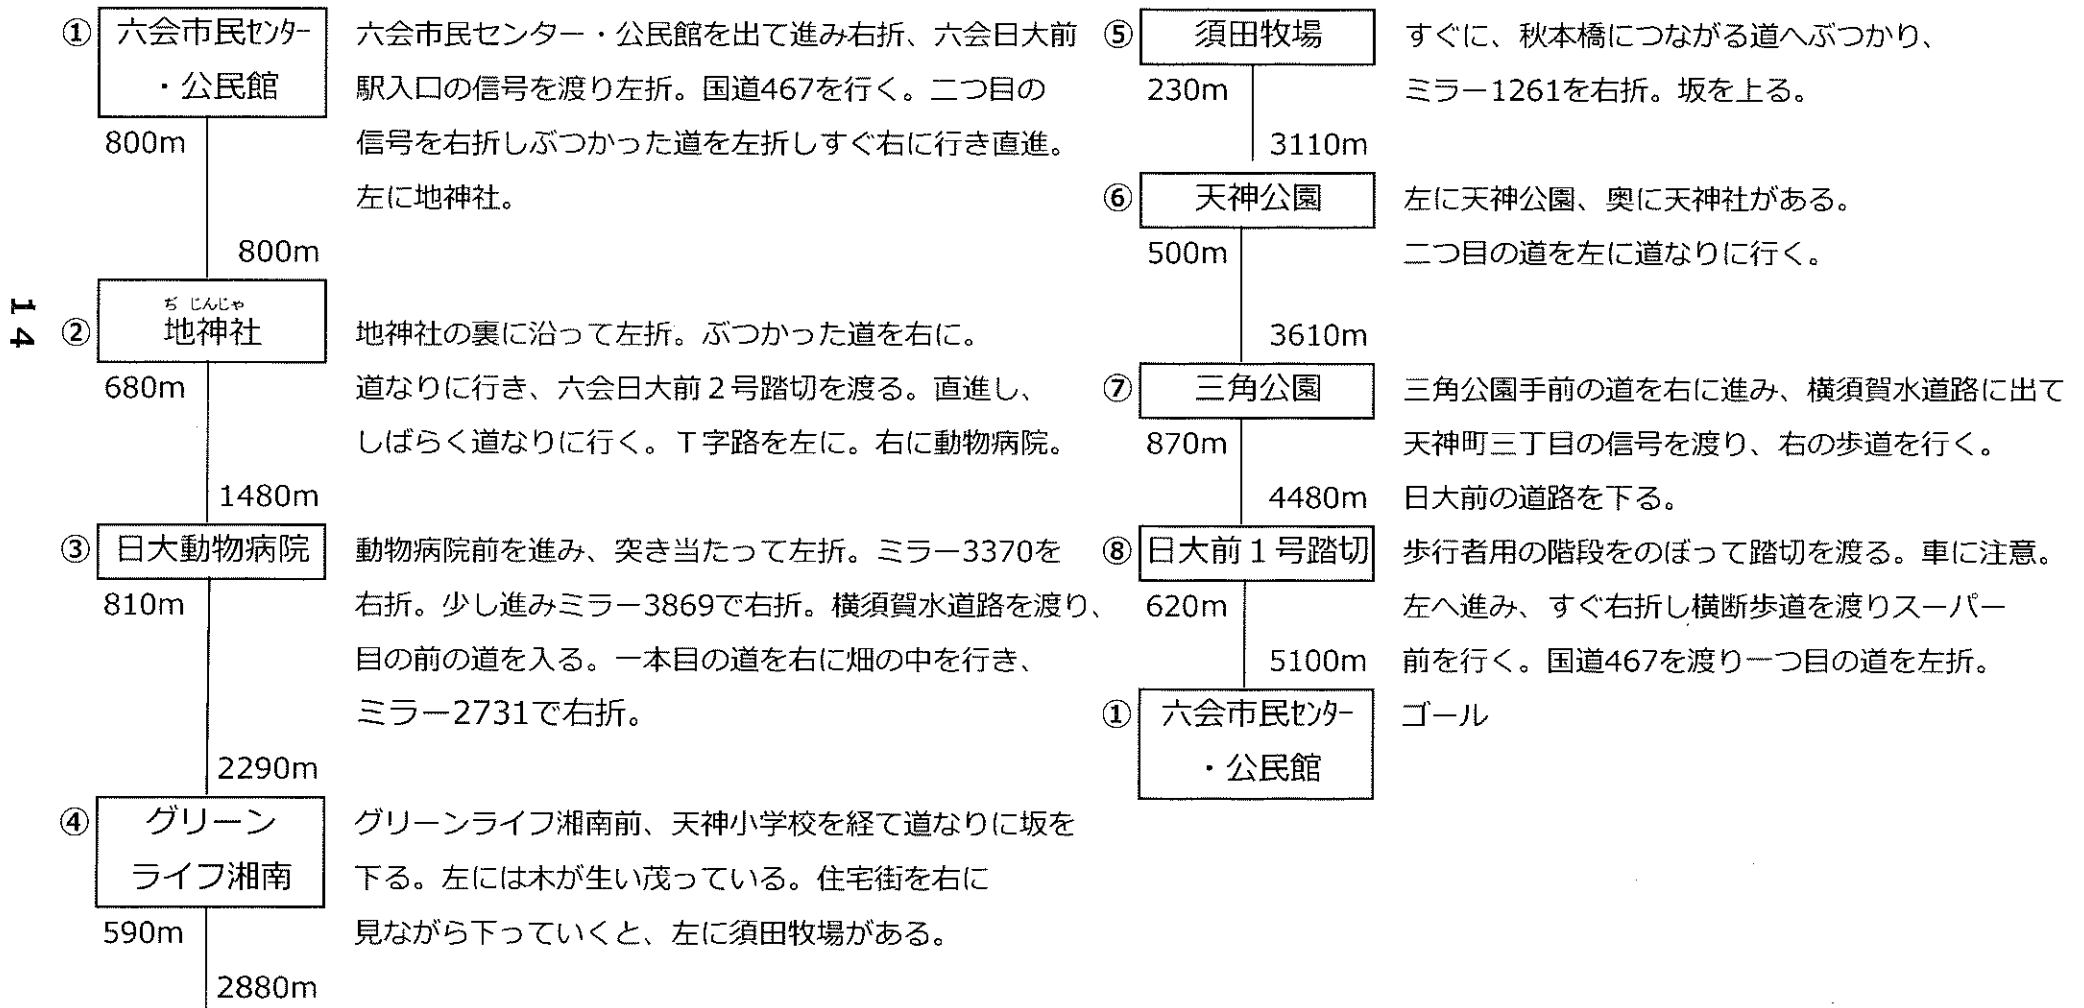 ① 六会市民ｾﾝﾀｰ
・公民館
六会市民センター・公民館を出て進み右折、六会日大前
駅入口の信号を渡り左折。国道467を行く。二つ目の
信号を右折しぶつかった道を左折しすぐ右に行き直進。
左に地神社。
800m
800m
ぢ じんじゃ
② 地神社
地神社の裏に沿って左折。ぶつかった道を右に。
道なりに行き、六会日大前２号踏切を渡る。直進し、
しばらく道なりに行く。Ｔ字路を左に。右に動物病院。
680m
1480m
③ 日大動物病院
動物病院前を進み、突き当たって左折。ミラー3370を
右折。少し進みミラー3869で右折。横須賀水道路を渡り、
目の前の道を入る。一本目の道を右に畑の中を行き、
ミラー2731で右折。
810m
2290m
④ グリーン
ライフ湘南
グリーンライフ湘南前、天神小学校を経て道なりに坂を
下る。左には木が生い茂っている。住宅街を右に
見ながら下っていくと、左に須田牧場がある。
590m
2880m
⑤ 須田牧場
すぐに、秋本橋につながる道へぶつかり、
ミラー1261を右折。坂を上る。
230m
3110m
⑥ 天神公園
左に天神公園、奥に天神社がある。
二つ目の道を左に道なりに行く。
500m
3610m
⑦ 三角公園
三角公園手前の道を右に進み、横須賀水道路に出て
天神町三丁目の信号を渡り、右の歩道を行く。
日大前の道路を下る。
870m
4480m
⑧ 日大前１号踏切
歩行者用の階段をのぼって踏切を渡る。車に注意。
左へ進み、すぐ右折し横断歩道を渡りスーパー
前を行く。国道467を渡り一つ目の道を左折。
620m
5100m
① 六会市民ｾﾝﾀｰ
・公民館
ゴール
14